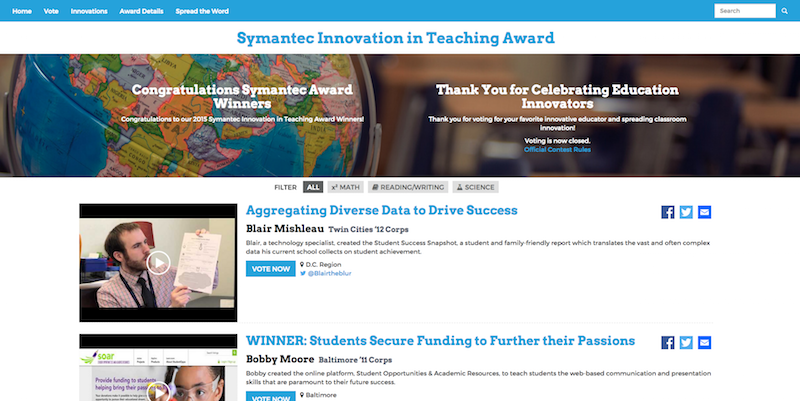 Home Vote Innovations Award Details Spread the Word Search
Symantec Innovation in Teaching Award
Congratulations Symantec Award
Winners
Congratulations to our 2015 Symantec Innovation in Teaching Award Winners!
Thank You for Celebrating Education
Innovators
Thank you for voting for your favorite innovative educator and spreading classroom
innovation!
Voting is now closed.
Official Contest Rules
FILTER ALL x² MATH READING/WRITING SCIENCE
Aggregating Diverse Data to Drive Success
Blair Mishleau Twin Cities '12 Corps
Blair, a technology specialist, created the Student Success Snapshot, a student and family-friendly report which translates the vast and often complex
data his current school collects on student achievement.
VOTE NOW
D.C. Region
@Blairtheblur
WINNER: Students Secure Funding to Further their Passions
Bobby Moore Baltimore '11 Corps
Bobby created the online platform, Student Opportunities & Academic Resources, to teach students the web-based communication and presentation
skills that are paramount to their future success.
VOTE NOW
Baltimore
soar
Provide funding to students
helping bring their pas